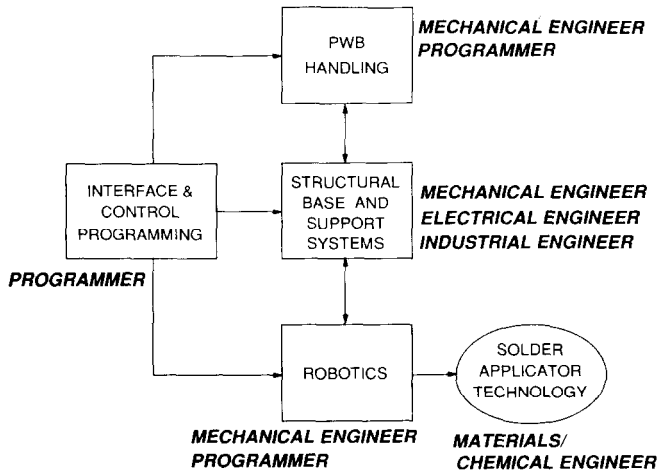 PWB
HANDLING
MECHANICAL ENGINEER
PROGRAMMER
INTERFACE &
CONTROL
PROGRAMMING
PROGRAMMER
STRUCTURAL
BASE AND
SUPPORT
SYSTEMS
MECHANICAL ENGINEER
ELECTRICAL ENGINEER
INDUSTRIAL ENGINEER
ROBOTICS
MECHANICAL ENGINEER
PROGRAMMER
SOLDER
APPLICATOR
TECHNOLOGY
MATERIALS/
CHEMICAL ENGINEER